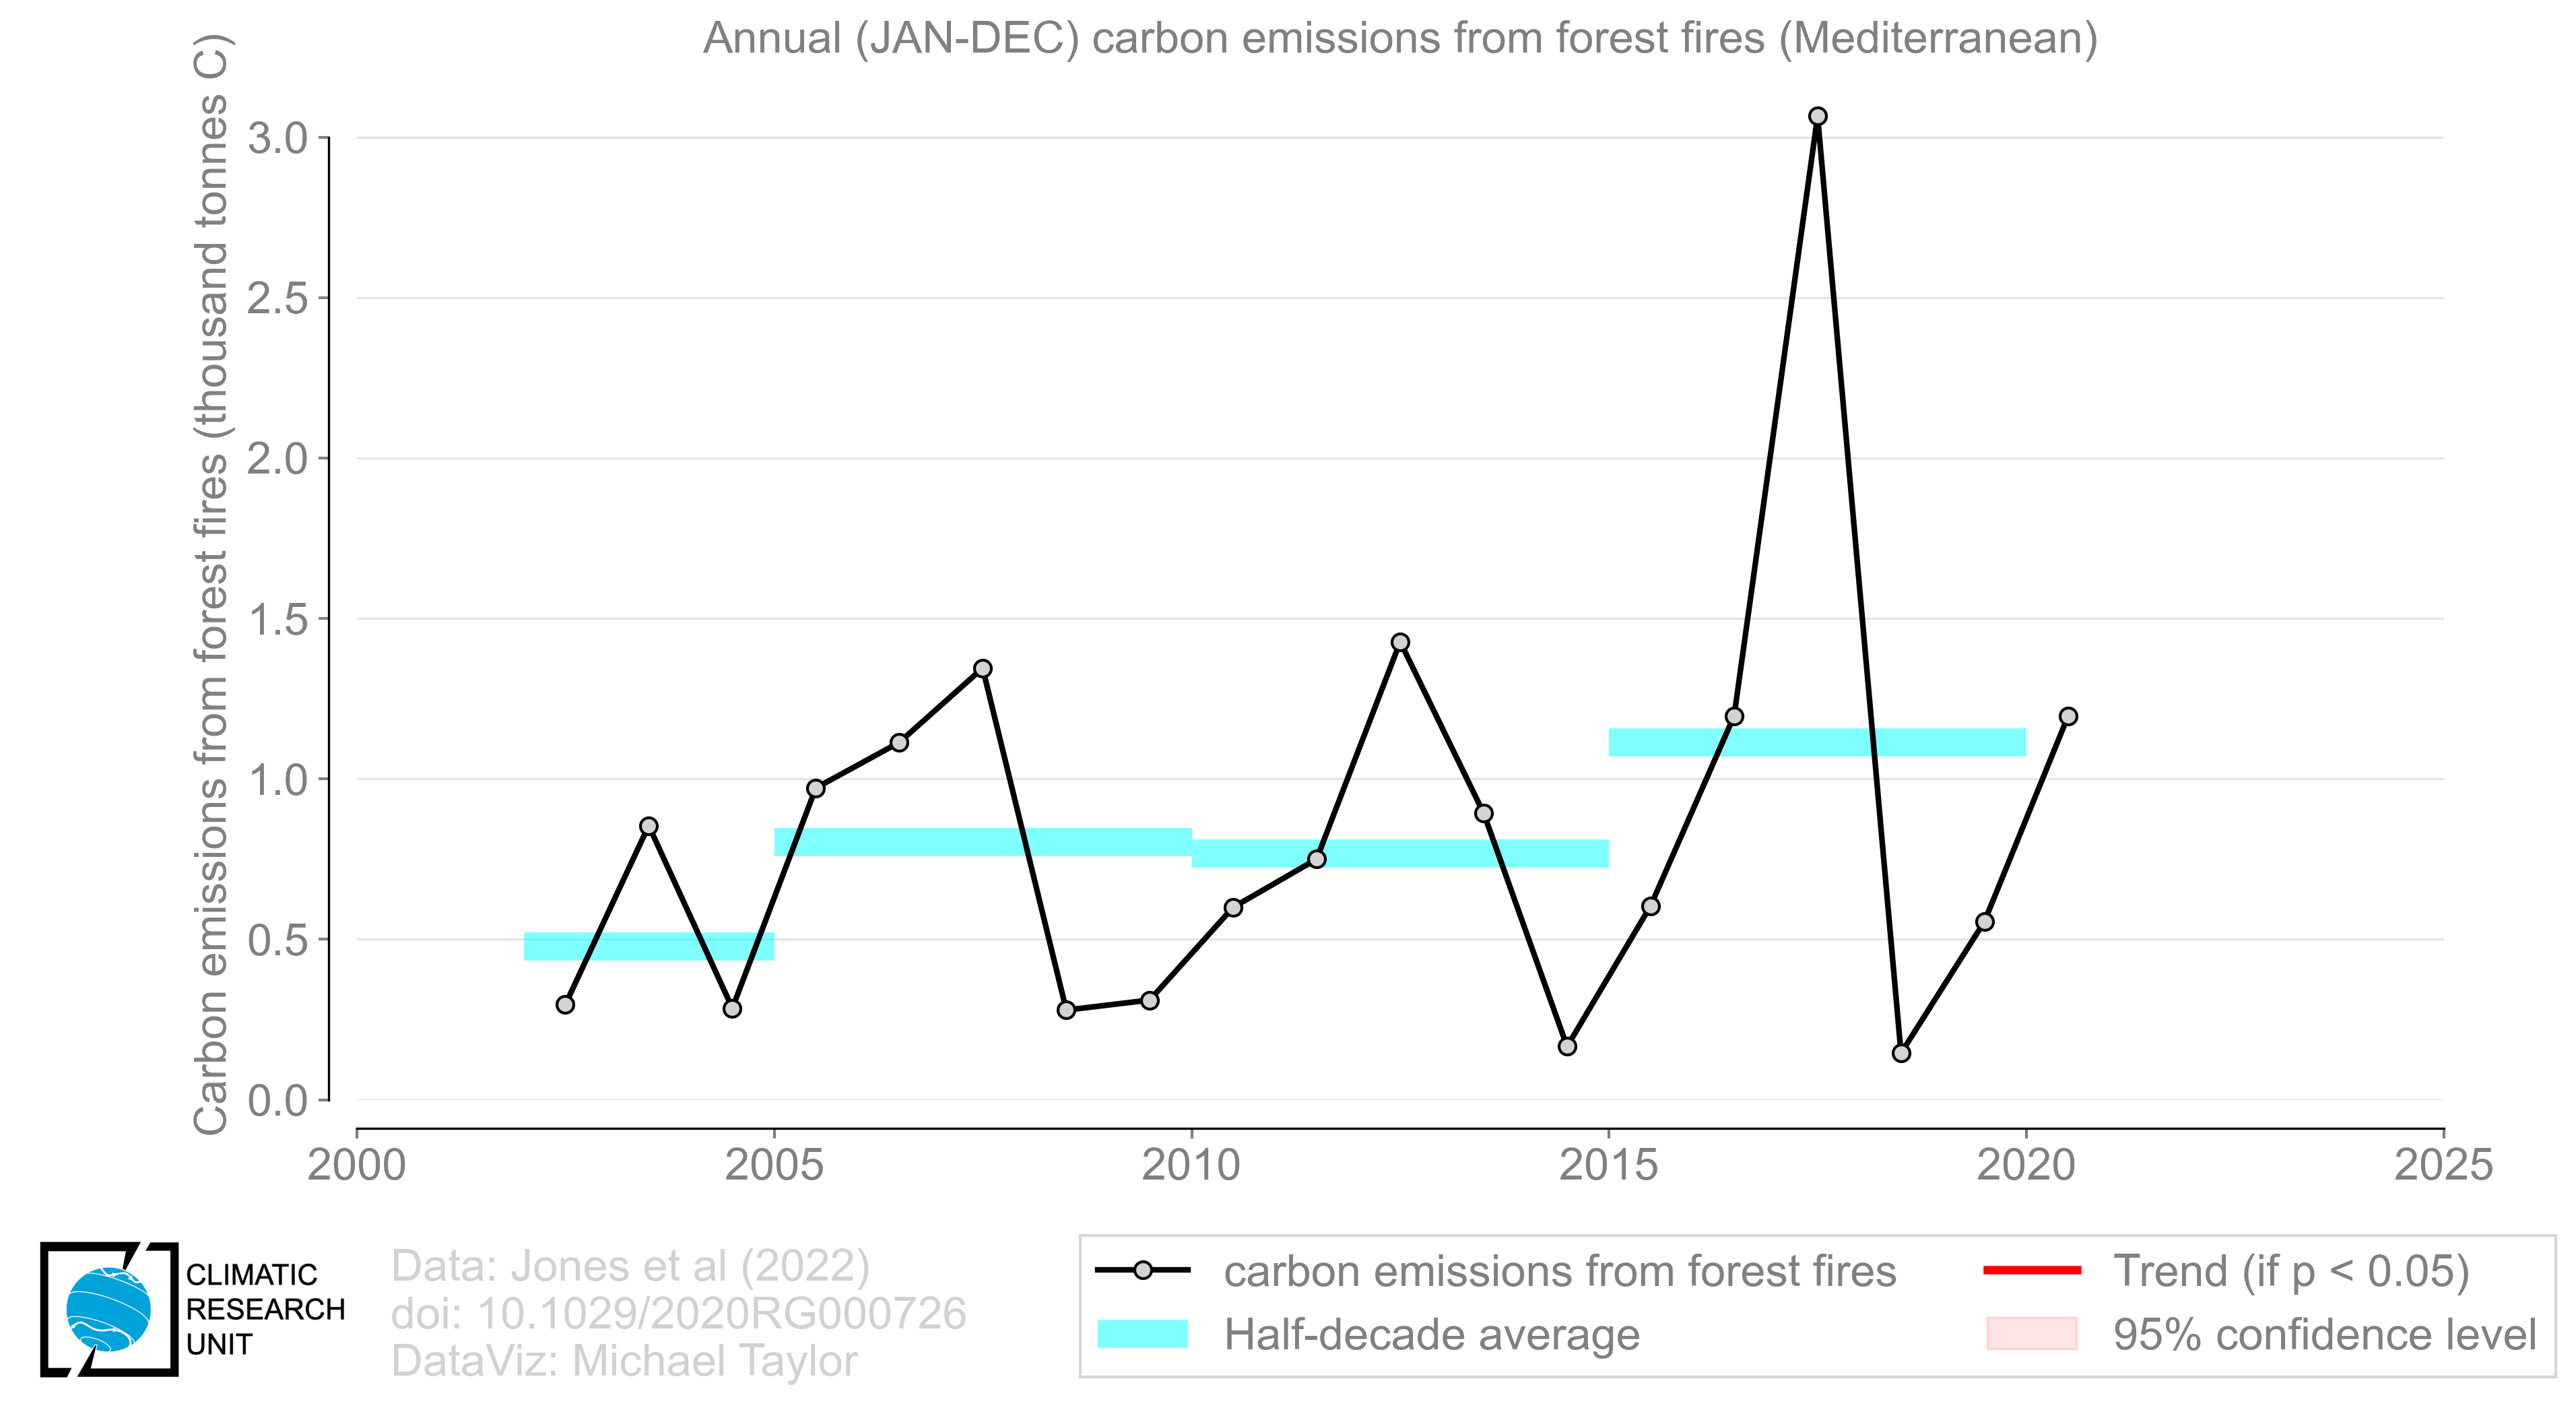 Annual (JAN-DEC) carbon emissions from forest fires (Mediterranean)
Carbon emissions from forest fires (thousand tonnes C)
3.0
2.5
2.0
1.5
1.0
0.5
0.0
2000
2005
2010
2015
2020
2025
CLIMATIC
RESEARCH
UNIT
Data: Jones et al (2022)
doi: 10.1029/2020RG000726
DataViz: Michael Taylor
carbon emissions from forest fires
Half-decade average
Trend (if p < 0.05)
95% confidence level